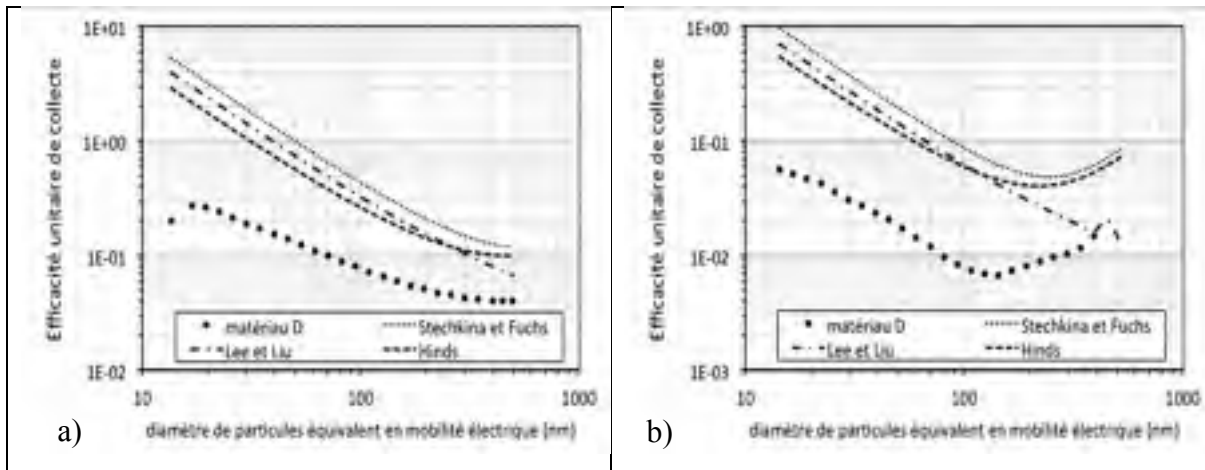 1E+01
1E+00
1E-01
1E-02
Efficacité unitaire de collecte
matériau D
Stechkina et Fuchs
Lee et Liu
Hinds
10
100
1000
diamètre de particules équivalent en mobilité électrique (nm)
a)
1E+00
1E-01
1E-02
1E-03
Efficacité unitaire de collecte
matériau D
Stechkina et Fuchs
Lee et Liu
Hinds
10
100
1000
diamètre de particules équivalent en mobilité électrique (nm)
b)